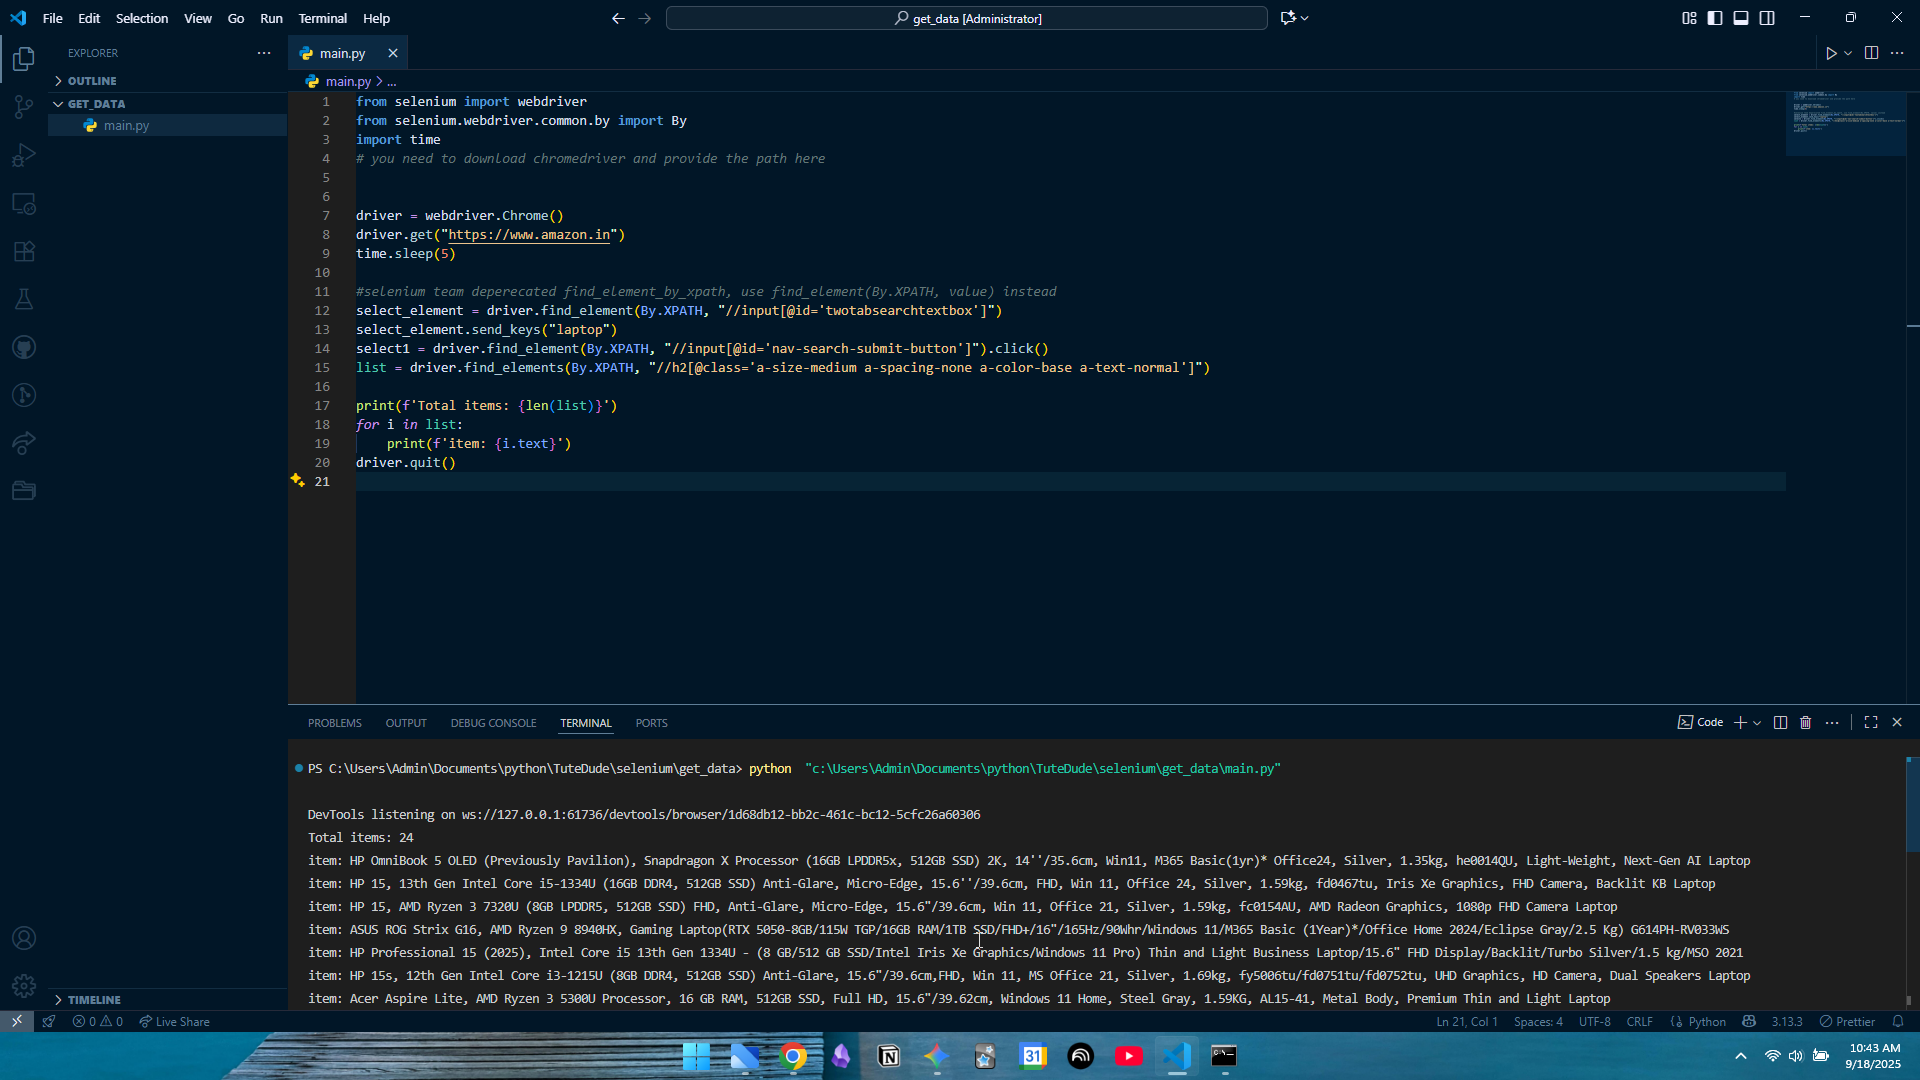 File Edit Selection View Go Run Terminal Help
get_data [Administrator]
EXPLORER
OUTLINE
GET_DATA
main.py
TIMELINE
main.py
main.py > ...
1 from selenium import webdriver
2 from selenium.webdriver.common.by import By
3 import time
4 # you need to download chromedriver and provide the path here
5
6
7 driver = webdriver.Chrome()
8 driver.get("https://www.amazon.in")
9 time.sleep(5)
10
11 #selenium team deperecated find_element_by_xpath, use find_element(By.XPATH, value) instead
12 select_element = driver.find_element(By.XPATH, "//input[@id='twotabsearchtextbox']")
13 select_element.send_keys("laptop")
14 select1 = driver.find_element(By.XPATH, "//input[@id='nav-search-submit-button']").click()
15 list = driver.find_elements(By.XPATH, "//h2[@class='a-size-medium a-spacing-none a-color-base a-text-normal']")
16
17 print(f'Total items: {len(list)}')
18 for i in list:
19     print(f'item: {i.text}')
20 driver.quit()
21
PROBLEMS OUTPUT DEBUG CONSOLE TERMINAL PORTS
Code
PS C:\Users\Admin\Documents\python\TuteDude\selenium\get_data> python  "c:\Users\Admin\Documents\python\TuteDude\selenium\get_data\main.py"
DevTools listening on ws://127.0.0.1:61736/devtools/browser/1d68db12-bb2c-461c-bc12-5cfc26a60306
Total items: 24
item: HP OmniBook 5 OLED (Previously Pavilion), Snapdragon X Processor (16GB LPDDR5x, 512GB SSD) 2K, 14''/35.6cm, Win11, M365 Basic(1yr)* Office24, Silver, 1.35kg, he0014QU, Light-Weight, Next-Gen AI Laptop
item: HP 15, 13th Gen Intel Core i5-1334U (16GB DDR4, 512GB SSD) Anti-Glare, Micro-Edge, 15.6''/39.6cm, FHD, Win 11, Office 24, Silver, 1.59kg, fd0467tu, Iris Xe Graphics, FHD Camera, Backlit KB Laptop
item: HP 15, AMD Ryzen 3 7320U (8GB LPDDR5, 512GB SSD) FHD, Anti-Glare, Micro-Edge, 15.6"/39.6cm, Win 11, Office 21, Silver, 1.59kg, fc0154AU, AMD Radeon Graphics, 1080p FHD Camera Laptop
item: ASUS ROG Strix G16, AMD Ryzen 9 8940HX, Gaming Laptop(RTX 5050-8GB/115W TGP/16GB RAM/1TB SSD/FHD+/16"/165Hz/90Whr/Windows 11/M365 Basic (1Year)*/Office Home 2024/Eclipse Gray/2.5 Kg) G614PH-RV033WS
item: HP Professional 15 (2025), Intel Core i5 13th Gen 1334U - (8 GB/512 GB SSD/Intel Iris Xe Graphics/Windows 11 Pro) Thin and Light Business Laptop/15.6" FHD Display/Backlit/Turbo Silver/1.5 kg/MSO 2021
item: HP 15s, 12th Gen Intel Core i3-1215U (8GB DDR4, 512GB SSD) Anti-Glare, 15.6"/39.6cm,FHD, Win 11, MS Office 21, Silver, 1.69kg, fy5006tu/fd0751tu/fd0752tu, UHD Graphics, HD Camera, Dual Speakers Laptop
item: Acer Aspire Lite, AMD Ryzen 3 5300U Processor, 16 GB RAM, 512GB SSD, Full HD, 15.6"/39.62cm, Windows 11 Home, Steel Gray, 1.59KG, AL15-41, Metal Body, Premium Thin and Light Laptop
0 0 Live Share
Ln 21, Col 1 Spaces: 4 UTF-8 CRLF Python 3.13.3 Prettier
31
10:43 AM
9/18/2025